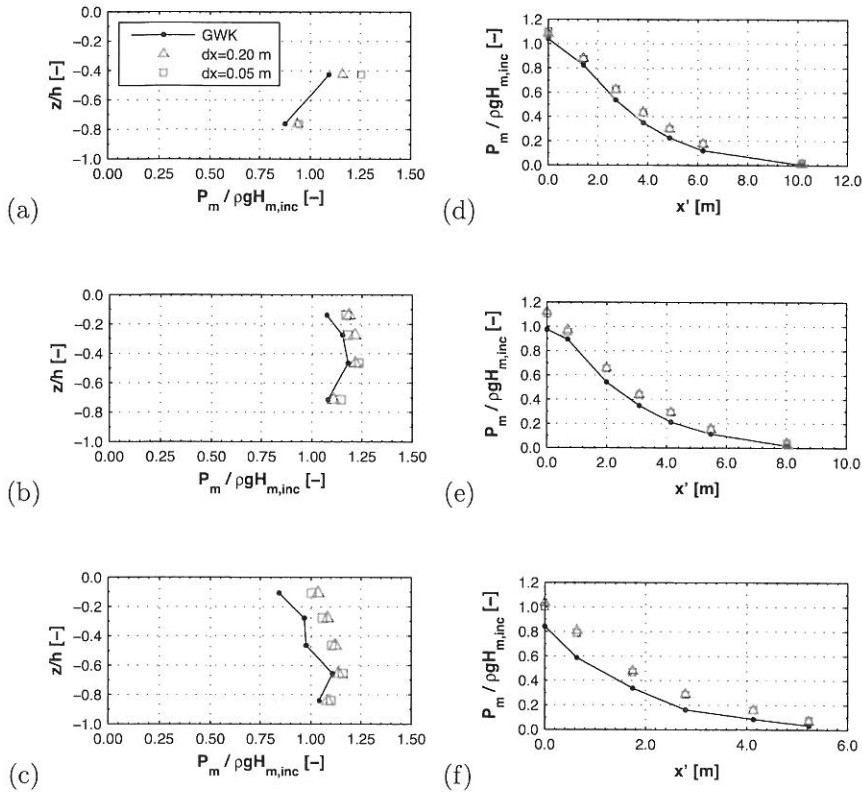 0.0
−0.2
−0.4
−0.6
−0.8
−1.0
z/h [−]
GWK
dx=0.20 m
dx=0.05 m
0.00 0.25 0.50 0.75 1.00 1.25 1.50
P_m / ρgH_m,inc [−]
(a)
1.2
1.0
0.8
0.6
0.4
0.2
0.0
P_m / ρgH_m,inc [−]
0.0 2.0 4.0 6.0 8.0 10.0 12.0
x' [m]
(d)
0.0
−0.2
−0.4
−0.6
−0.8
−1.0
z/h [−]
0.00 0.25 0.50 0.75 1.00 1.25 1.50
P_m / ρgH_m,inc [−]
(b)
1.2
1.0
0.8
0.6
0.4
0.2
0.0
P_m / ρgH_m,inc [−]
0.0 2.0 4.0 6.0 8.0 10.0
x' [m]
(e)
0.0
−0.2
−0.4
−0.6
−0.8
−1.0
z/h [−]
0.00 0.25 0.50 0.75 1.00 1.25 1.50
P_m / ρgH_m,inc [−]
(c)
1.2
1.0
0.8
0.6
0.4
0.2
0.0
P_m / ρgH_m,inc [−]
0.0 2.0 4.0 6.0
x' [m]
(f)